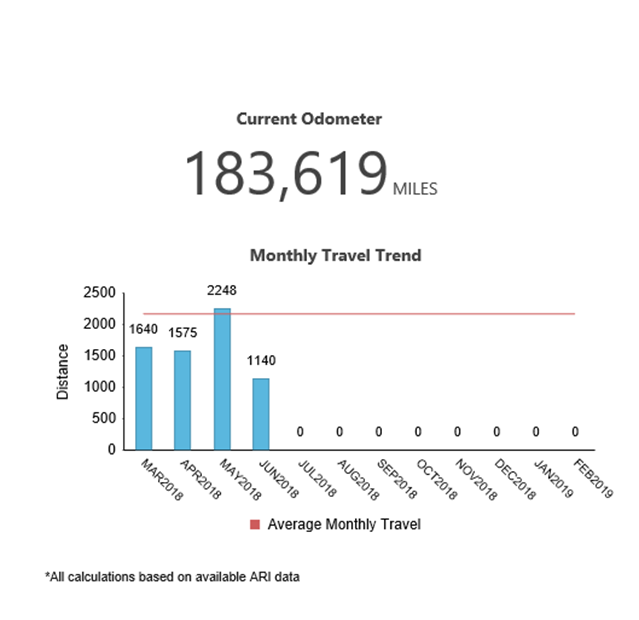 Current Odometer
183,619 MILES
Monthly Travel Trend
2500
2000
1500
1000
500
0
Distance
1640
1575
2248
1140
0
0
0
0
0
0
0
0
MAR2018
APR2018
MAY2018
JUN2018
JUL2018
AUG2018
SEP2018
OCT2018
NOV2018
DEC2018
JAN2019
FEB2019
Average Monthly Travel
*All calculations based on available ARI data